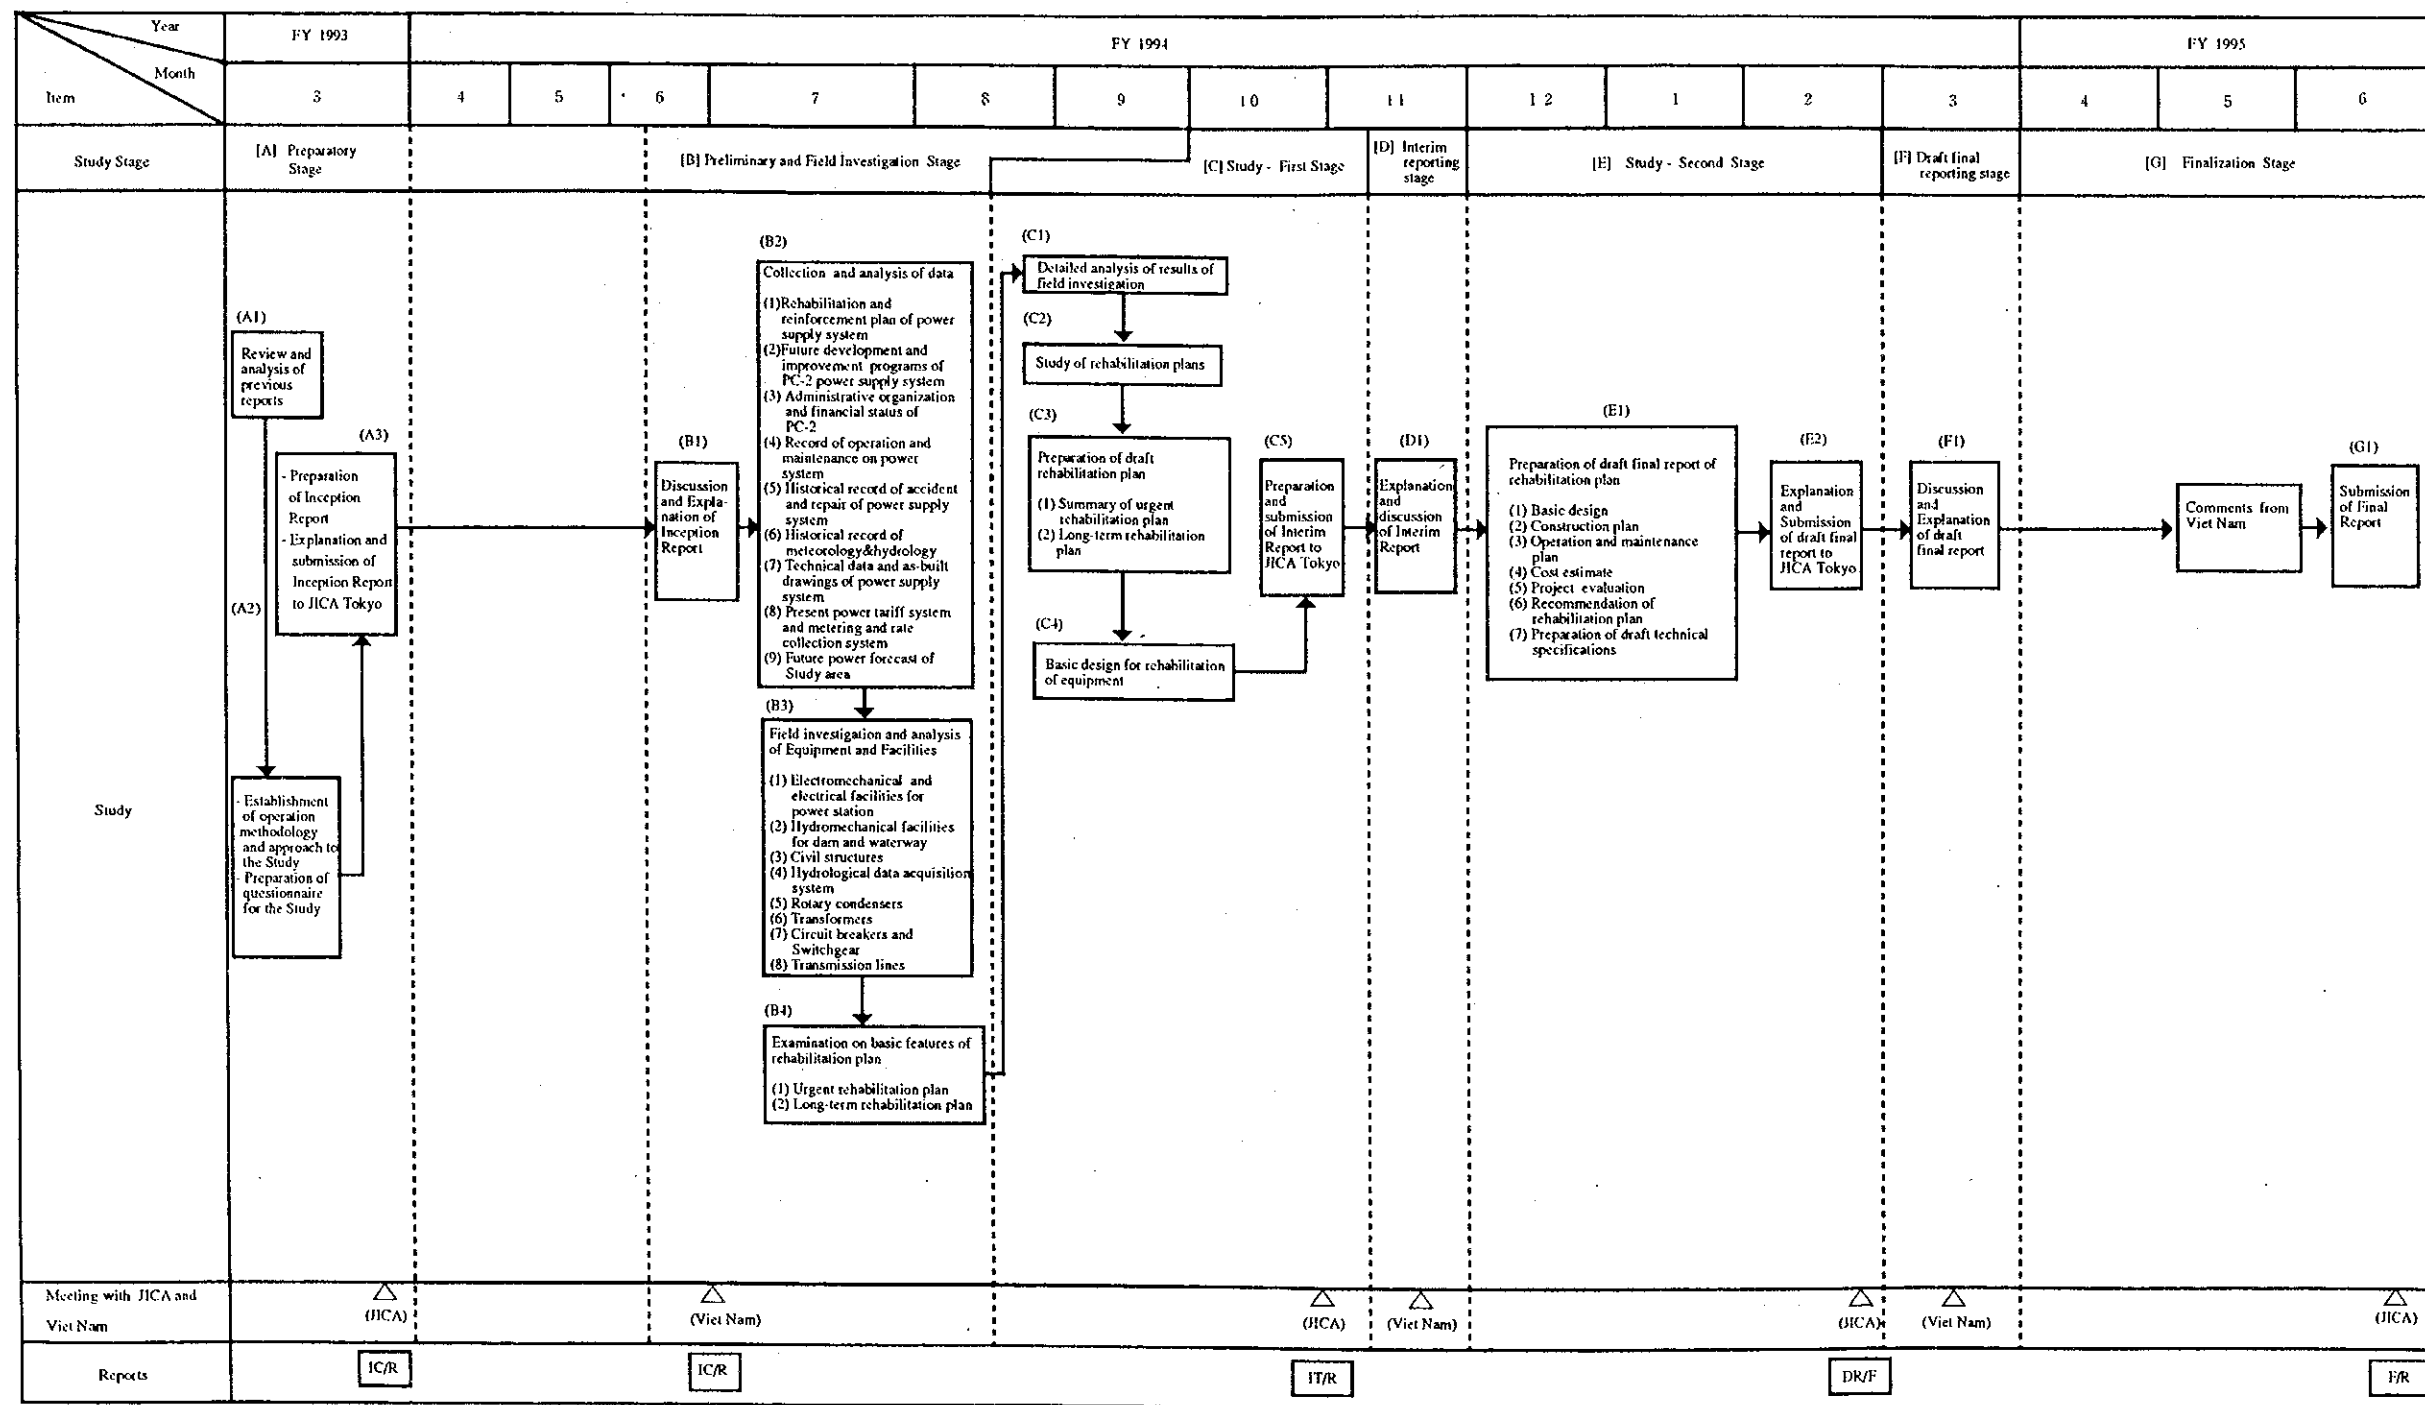 Year
Month
Item
FY 1993
FY 1994
FY 1995
3
4
5
6
7
8
9
10
11
12
1
2
3
4
5
6
Study Stage
[A] Preparatory
Stage
[B] Preliminary and Field Investigation Stage
[C] Study - First Stage
[D] Interim
reporting
stage
[E] Study - Second Stage
[F] Draft final
reporting stage
[G] Finalization Stage
Study
(A1)
Review and
analysis of
previous
reports
(A2)
- Establishment
of operation
methodology
and approach to
the Study
- Preparation of
questionnaire
for the Study
(A3)
- Preparation
of Inception
Report
- Explanation and
submission of
Inception Report
to JICA Tokyo
(B1)
Discussion
and Expla-
nation of
Inception
Report
(B2)
Collection and analysis of data
(1)Rehabilitation and
reinforcement plan of power
supply system
(2)Future development and
improvement programs of
PC-2 power supply system
(3) Administrative organization
and financial status of
PC-2
(4) Record of operation and
maintenance on power
system
(5) Historical record of accident
and repair of power supply
system
(6) Historical record of
meteorology&hydrology
(7) Technical data and as-built
drawings of power supply
system
(8) Present power tariff system
and metering and rate
collection system
(9) Future power forecast of
Study area
(B3)
Field investigation and analysis
of Equipment and Facilities
(1) Electromechanical and
electrical facilities for
power station
(2) Hydromechanical facilities
for dam and waterway
(3) Civil structures
(4) Hydrological data acquisition
system
(5) Rotary condensers
(6) Transformers
(7) Circuit breakers and
Switchgear
(8) Transmission lines
(B4)
Examination on basic features of
rehabilitation plan
(1) Urgent rehabilitation plan
(2) Long-term rehabilitation plan
(C1)
Detailed analysis of results of
field investigation
(C2)
Study of rehabilitation plans
(C3)
Preparation of draft
rehabilitation plan
(1) Summary of urgent
rehabilitation plan
(2) Long-term rehabilitation
plan
(C4)
Basic design for rehabilitation
of equipment
(C5)
Preparation
and
submission
of Interim
Report to
JICA Tokyo
(D1)
Explanation
and
discussion
of Interim
Report
(E1)
Preparation of draft final report of
rehabilitation plan
(1) Basic design
(2) Construction plan
(3) Operation and maintenance
plan
(4) Cost estimate
(5) Project evaluation
(6) Recommendation of
rehabilitation plan
(7) Preparation of draft technical
specifications
(E2)
Explanation
and
Submission
of draft final
report to
JICA Tokyo
(F1)
Discussion
and
Explanation
of draft
final report
Comments from
Viet Nam
(G1)
Submission
of Final
Report
Meeting with JICA and
Viet Nam
(JICA)
(Viet Nam)
(JICA)
(Viet Nam)
(JICA)
(Viet Nam)
(JICA)
Reports
IC/R
IC/R
IT/R
DR/F
F/R